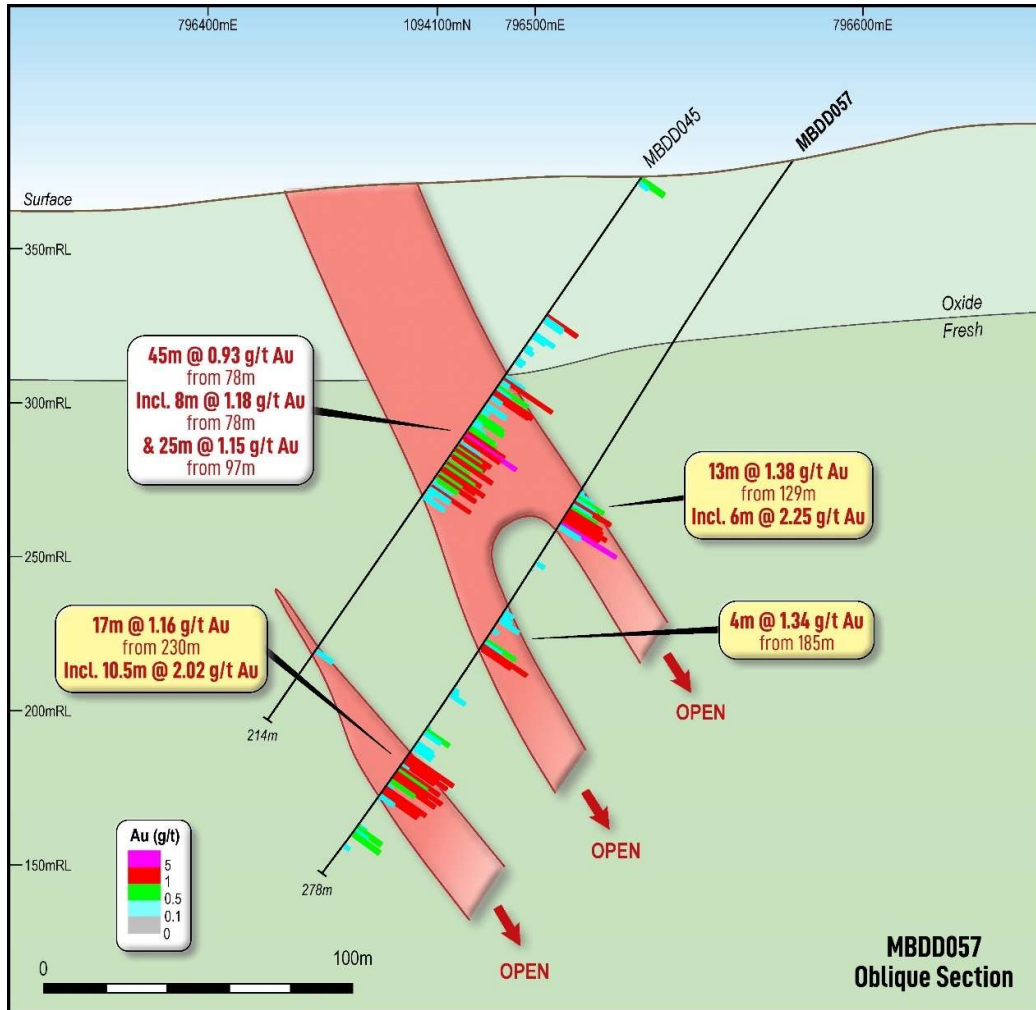 796400mE
1094100mN
796500mE
796600mE
MBDD045
MBDD057
Surface
350mRL
Oxide
Fresh
300mRL
45m @ 0.93 g/t Au
from 78m
Incl. 8m @ 1.18 g/t Au
from 78m
& 25m @ 1.15 g/t Au
from 97m
13m @ 1.38 g/t Au
from 129m
Incl. 6m @ 2.25 g/t Au
250mRL
17m @ 1.16 g/t Au
from 230m
Incl. 10.5m @ 2.02 g/t Au
4m @ 1.34 g/t Au
from 185m
200mRL
214m
OPEN
OPEN
OPEN
150mRL
278m
Au (g/t)
5
1
0.5
0.1
0
0
100m
MBDD057
Oblique Section